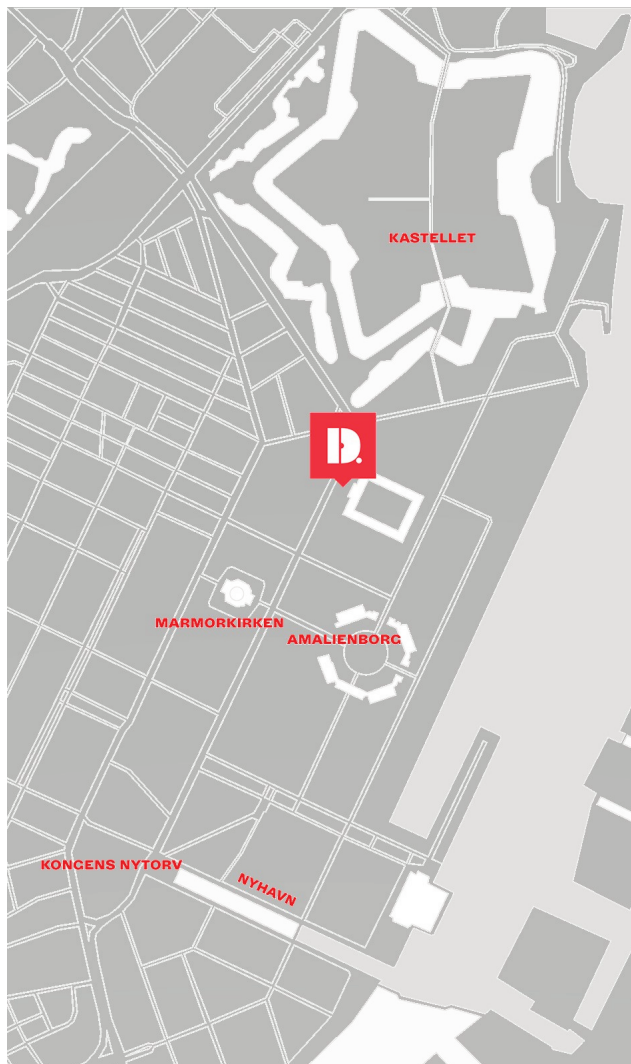 KASTELLET
D.
MARMORKIRKEN
AMALIENBORG
KONGENS NYTORV
NYHAVN